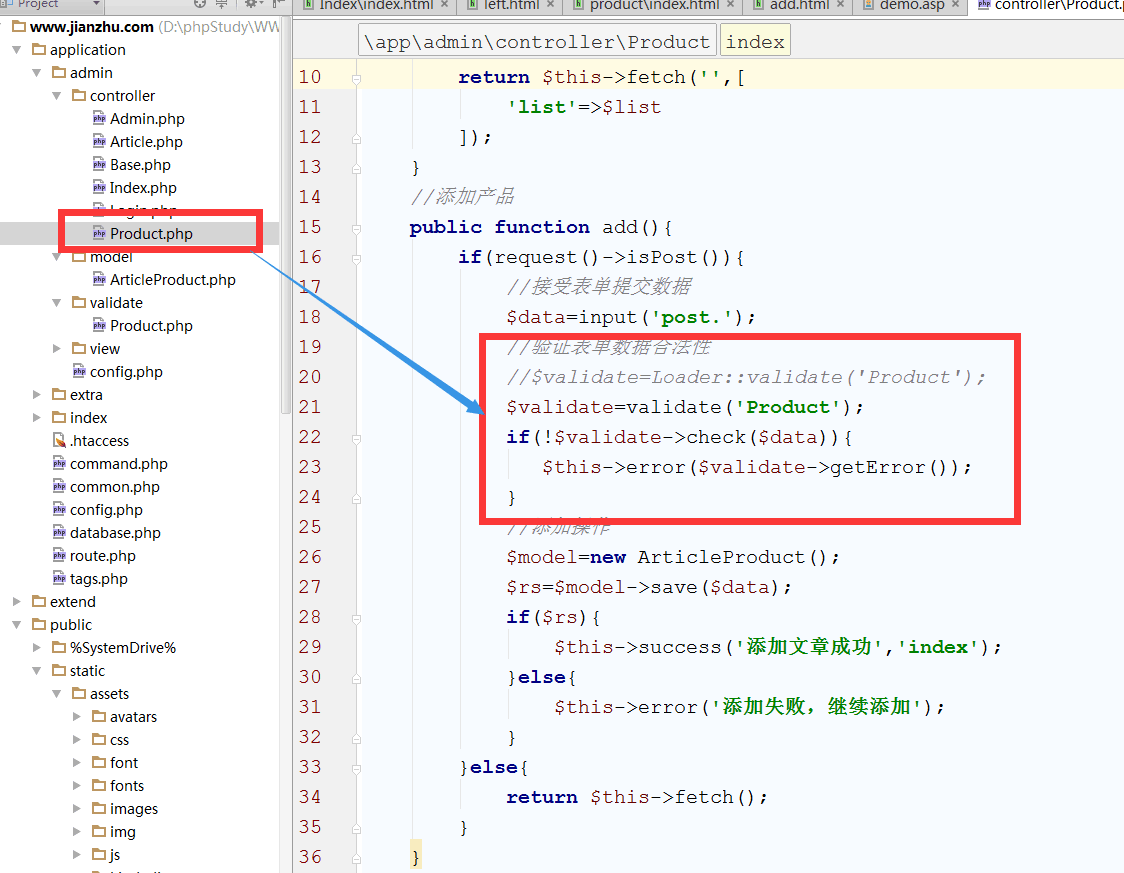 Project
Index\index.html
left.html
product\index.html
add.html
demo.asp
controller\Product.
www.jianzhu.com (D:\phpStudy\WW
application
admin
controller
Admin.php
Article.php
Base.php
Index.php
Login.php
Product.php
model
ArticleProduct.php
validate
Product.php
view
config.php
extra
index
.htaccess
command.php
common.php
config.php
database.php
route.php
tags.php
extend
public
%SystemDrive%
static
assets
avatars
css
font
fonts
images
img
js
\app\admin\controller\Product index
10 return $this->fetch('',[
11 'list'=>$list
12 ]);
13 }
14 //添加产品
15 public function add(){
16 if(request()->isPost()){
17 //接受表单提交数据
18 $data=input('post.');
19 //验证表单数据合法性
20 //$validate=Loader::validate('Product');
21 $validate=validate('Product');
22 if(!$validate->check($data)){
23 $this->error($validate->getError());
24 }
25 //添加操作
26 $model=new ArticleProduct();
27 $rs=$model->save($data);
28 if($rs){
29 $this->success('添加文章成功','index');
30 }else{
31 $this->error('添加失败，继续添加');
32 }
33 }else{
34 return $this->fetch();
35 }
36 }